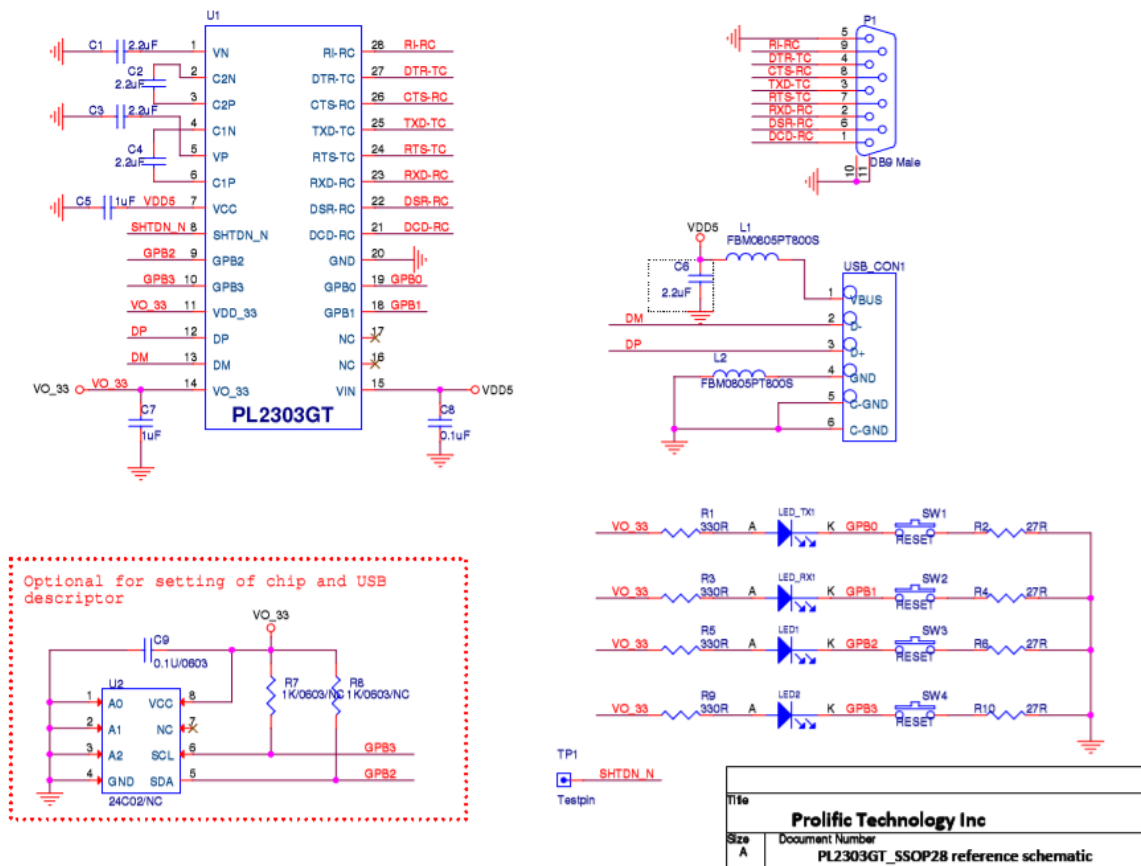 U1
C1 2.2uF 1 VN RI-RC 28 RI-RC
C2 2.2uF 2 C2N DTR-TC 27 DTR-TC
3 C2P CTS-RC 26 CTS-RC
C3 2.2uF 4 C1N TXD-TC 25 TXD-TC
C4 2.2uF 5 VP RTS-TC 24 RTS-TC
6 C1P RXD-RC 23 RXD-RC
C5 1uF VDD5 7 VCC DSR-RC 22 DSR-RC
SHTDN_N 8 SHTDN_N DCD-RC 21 DCD-RC
GPB2 9 GPB2 GND 20
GPB3 10 GPB3 GPB0 19 GPB0
VO_33 11 VDD_33 GPB1 18 GPB1
DP 12 DP NC 17
DM 13 DM NC 16
VO_33 VO_33 14 VO_33 VIN 15 VDD5
PL2303GT
C7
1uF
C8
0.1uF
P1
5
RI-RC 9
DTR-TC 4
CTS-RC 8
TXD-TC 3
RTS-TC 7
RXD-RC 2
DSR-RC 6
DCD-RC 1
DB9 Male
10 11
VDD5
L1
FBM0805PT800S
C6
2.2uF
USB_CON1
1 VBUS
DM 2 D-
DP 3 D+
L2
FBM0805PT800S
4 GND
5 C-GND
6 C-GND
VO_33 R1 330R A LED_TX1 K GPB0 SW1 RESET R2 27R
VO_33 R3 330R A LED_RX1 K GPB1 SW2 RESET R4 27R
VO_33 R5 330R A LED1 K GPB2 SW3 RESET R6 27R
VO_33 R9 330R A LED2 K GPB3 SW4 RESET R10 27R
Optional for setting of chip and USB
descriptor
VO_33
C9
0.1U/0603
U2
R7
1K/0603/NC
R8
1K/0603/NC
1 A0 VCC 8
2 A1 NC 7
3 A2 SCL 6 GPB3
4 GND SDA 5 GPB2
24C02/NC
TP1
SHTDN_N
Testpin
Title
Prolific Technology Inc
Size Document Number
A PL2303GT_SSOP28 reference schematic